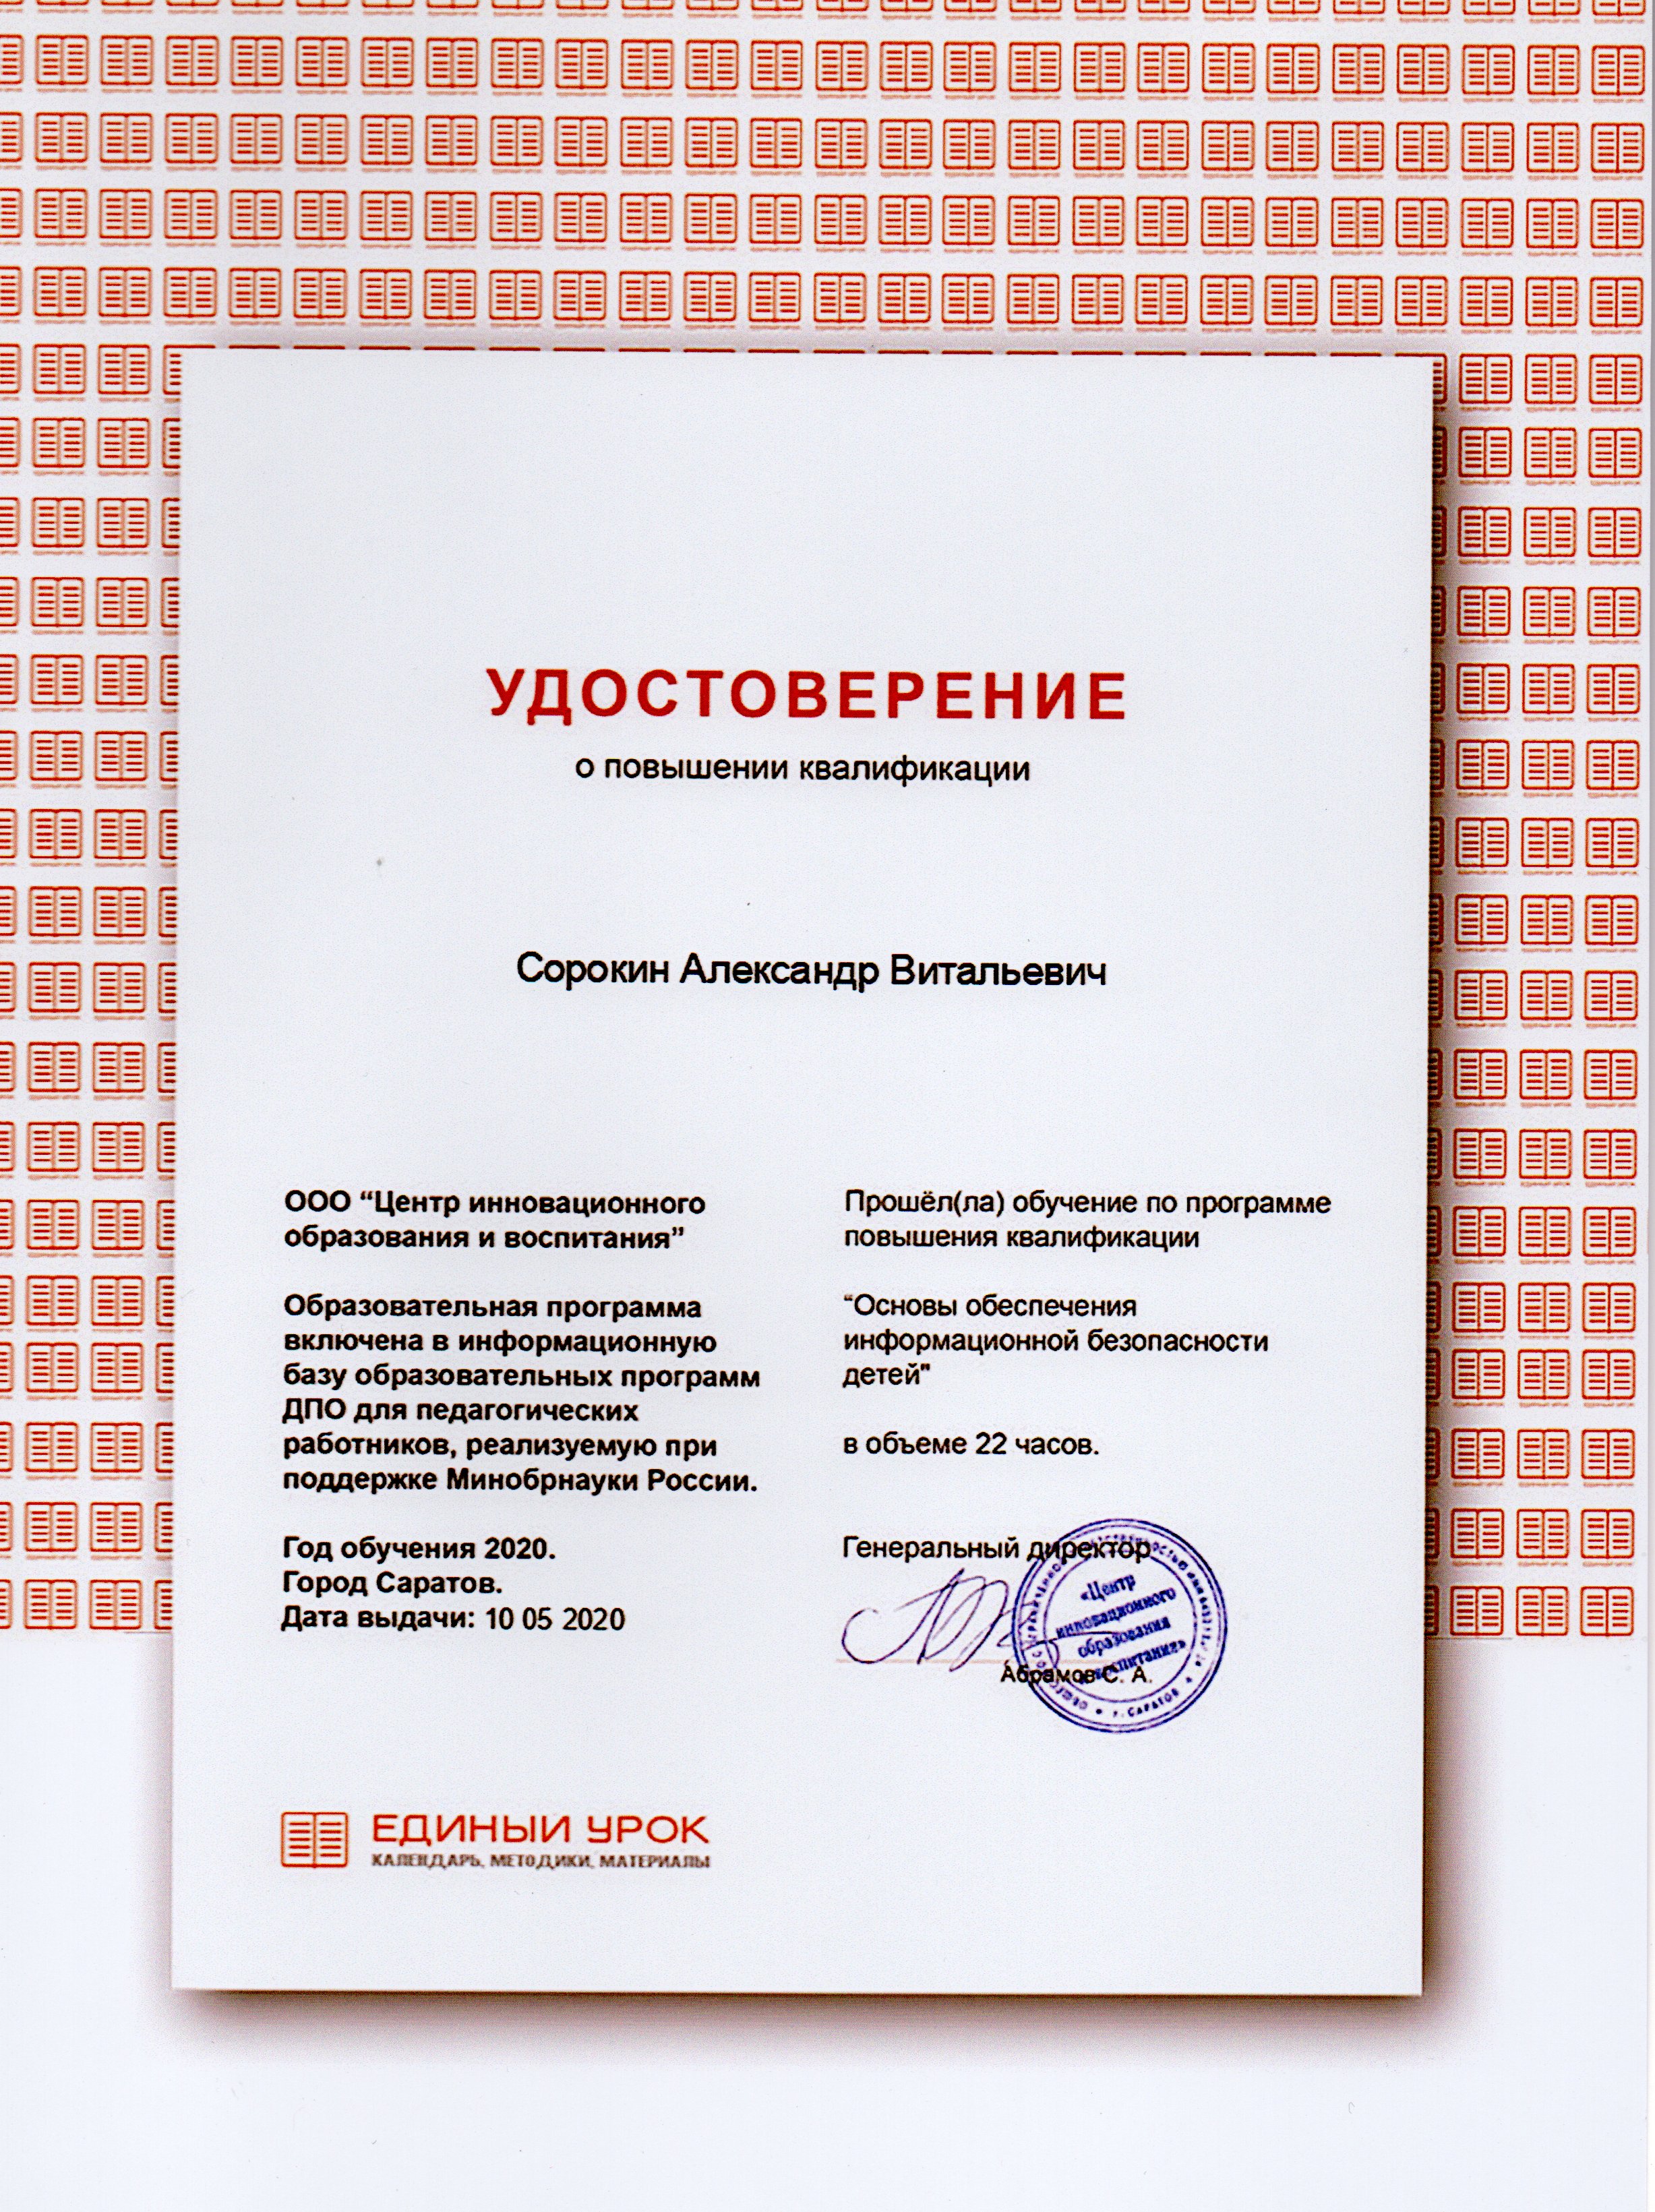 УДОСТОВЕРЕНИЕ
о повышении квалификации
Сорокин Александр Витальевич
ООО “Центр инновационного
образования и воспитания”
Образовательная программа
включена в информационную
базу образовательных программ
ДПО для педагогических
работников, реализуемую при
поддержке Минобрнауки России.
Год обучения 2020.
Город Саратов.
Дата выдачи: 10 05 2020
Прошёл(ла) обучение по программе
повышения квалификации
“Основы обеспечения
информационной безопасности
детей"
в объеме 22 часов.
Генеральный директор
«Центр
инновационного
образования
воспитания»
г. САРАТОВ
Абрамов С. А.
ЕДИНЫЙ УРОК
КАЛЕНДАРЬ, МЕТОДИКИ, МАТЕРИАЛЫ